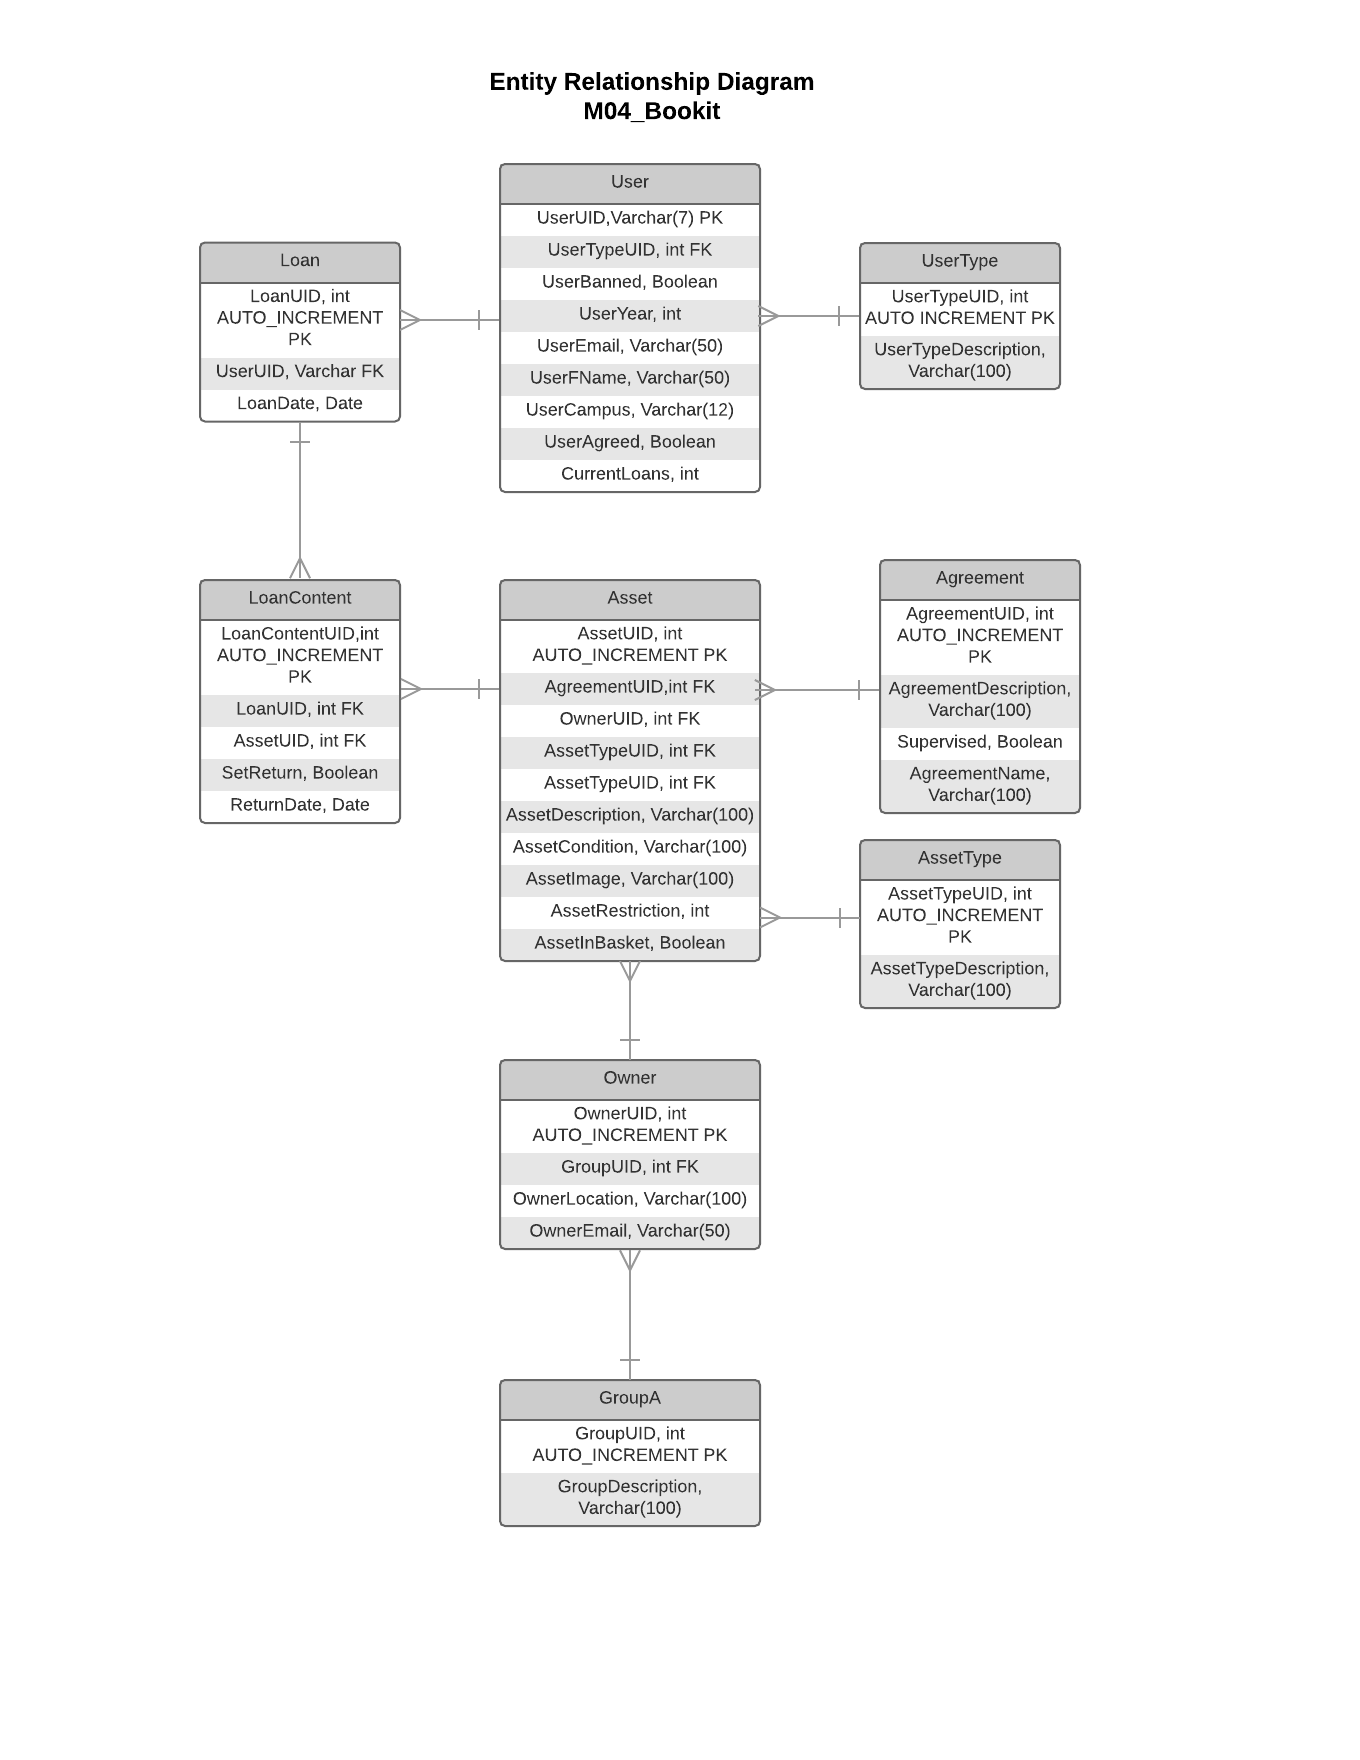 Entity Relationship Diagram
M04_Bookit
User
UserUID,Varchar(7) PK
UserTypeUID, int FK
UserBanned, Boolean
UserYear, int
UserEmail, Varchar(50)
UserFName, Varchar(50)
UserCampus, Varchar(12)
UserAgreed, Boolean
CurrentLoans, int
Loan
LoanUID, int
AUTO_INCREMENT
PK
UserUID, Varchar FK
LoanDate, Date
UserType
UserTypeUID, int
AUTO INCREMENT PK
UserTypeDescription,
Varchar(100)
LoanContent
LoanContentUID,int
AUTO_INCREMENT
PK
LoanUID, int FK
AssetUID, int FK
SetReturn, Boolean
ReturnDate, Date
Asset
AssetUID, int
AUTO_INCREMENT PK
AgreementUID,int FK
OwnerUID, int FK
AssetTypeUID, int FK
AssetTypeUID, int FK
AssetDescription, Varchar(100)
AssetCondition, Varchar(100)
AssetImage, Varchar(100)
AssetRestriction, int
AssetInBasket, Boolean
Agreement
AgreementUID, int
AUTO_INCREMENT
PK
AgreementDescription,
Varchar(100)
Supervised, Boolean
AgreementName,
Varchar(100)
AssetType
AssetTypeUID, int
AUTO_INCREMENT
PK
AssetTypeDescription,
Varchar(100)
Owner
OwnerUID, int
AUTO_INCREMENT PK
GroupUID, int FK
OwnerLocation, Varchar(100)
OwnerEmail, Varchar(50)
GroupA
GroupUID, int
AUTO_INCREMENT PK
GroupDescription,
Varchar(100)